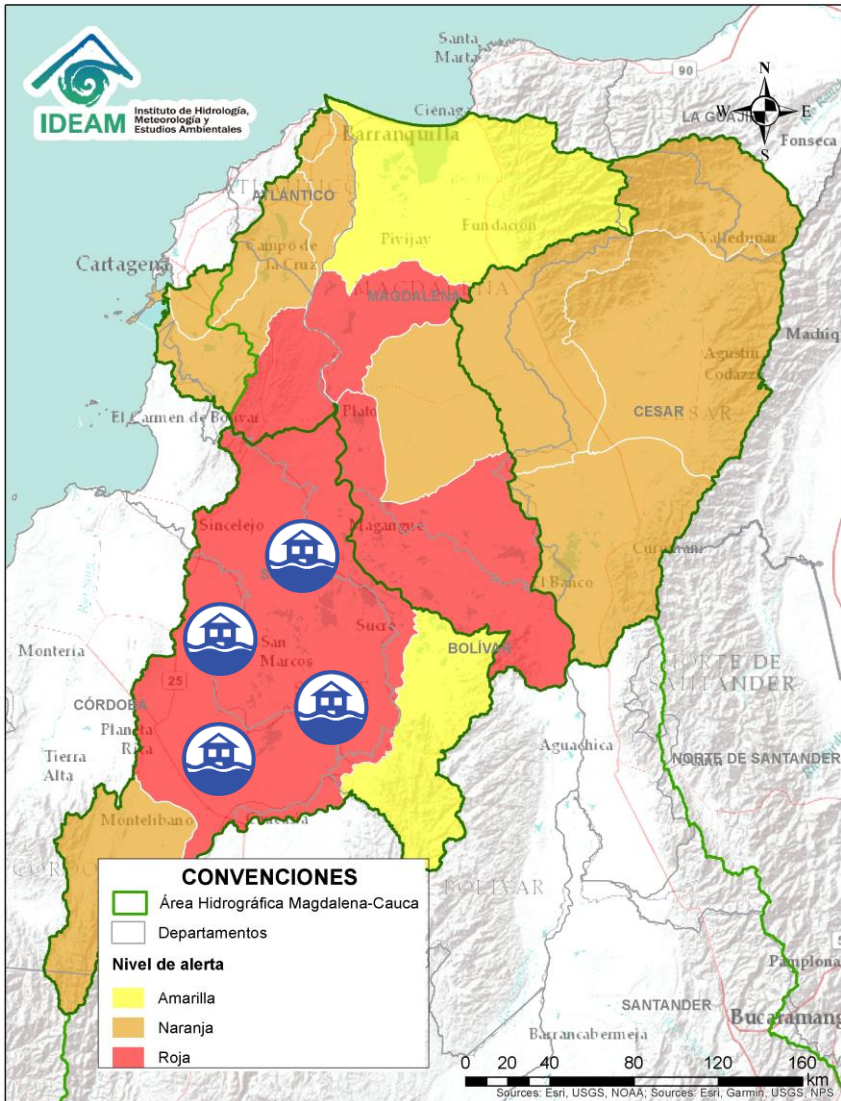 IDEAM
Instituto de Hidrología,
Meteorología y
Estudios Ambientales
Santa
Marta
90
N
W E
S
LA GUAJIR
Ciénaga
Barranquilla
Fonseca
ATLÁNTICO
Fundación
Pivijay
Valledupar
Campo de
la Cruz
Cartagena
MAGDALENA
Machiq
Agustín
Codazzi
El Carmen de Bolívar
Plato
CESAR
Sincelejo
Magangué
Curumaní
El Banco
Sucre
Montería
San
Marcos
BOLÍVAR
NORTE DE
SANTANDER
25
CÓRDOBA
Planeta
Rica
Tierra
Alta
Aguachica
NORTE DE SANTANDER
Montelíbano
Caucasia
BOLÍVAR
CONVENCIONES
Área Hidrográfica Magdalena-Cauca
Departamentos
Nivel de alerta
Amarilla
Naranja
Roja
Pamplona
SANTANDER
Bucaramang
Barrancabermeja
0 20 40 80 120 160
KM
Sources: Esri, USGS, NOAA; Sources: Esri, Garmin, USGS, NPS